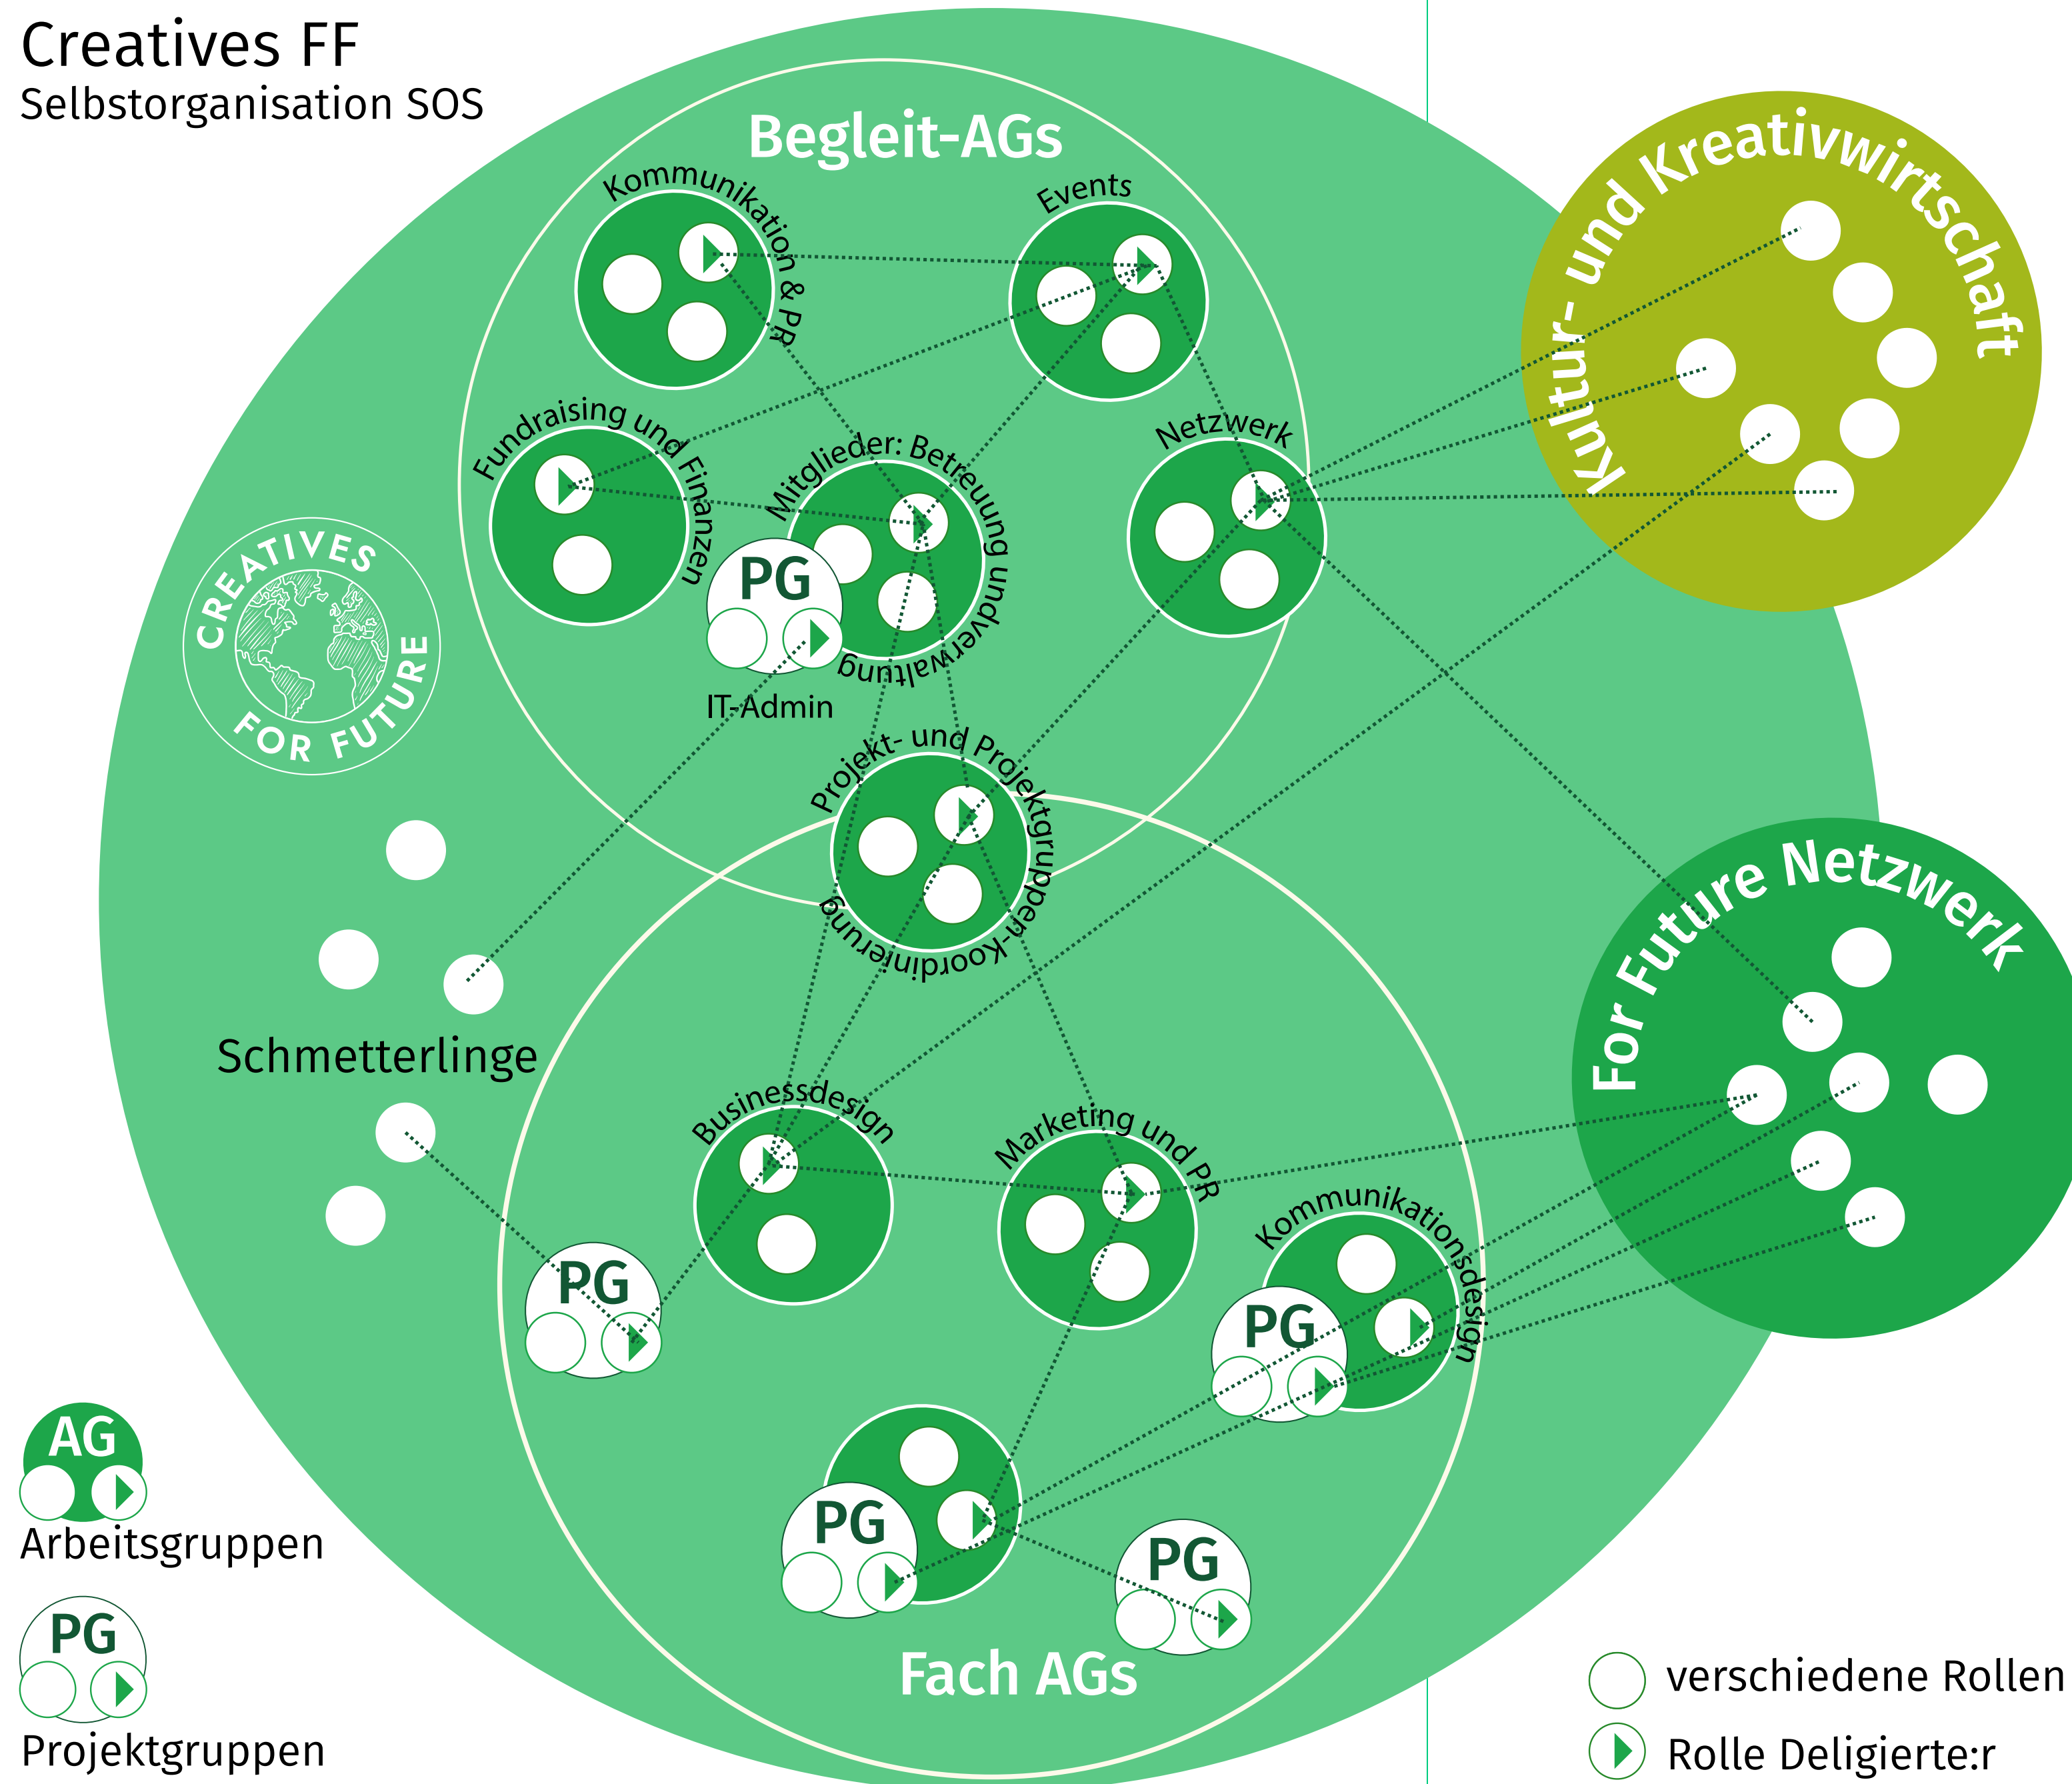 Creatives FF
Selbstorganisation SOS
Begleit-AGs
Kommunikation & PR
Events
Kultur- und Kreativwirtschaft
Fundraising und Finanzen
Mitglieder: Betreuung undverwaltung
Netzwerk
PG
IT-Admin
CREATIVES
FOR FUTURE
Projekt- und Projektgruppen-Koordinierung
For Future Netzwerk
Schmetterlinge
Businessdesign
Marketing und PR
Kommunikationsdesign
PG
PG
PG
PG
Fach AGs
AG
Arbeitsgruppen
PG
Projektgruppen
verschiedene Rollen
Rolle Deligierte:r